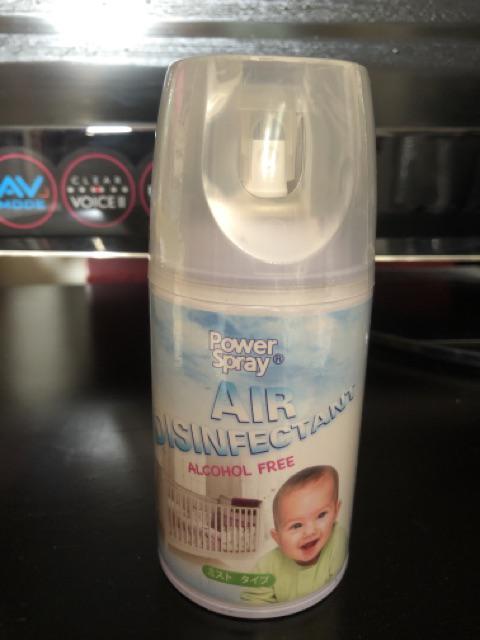 AV
MODE
CLEAR
VOICE II
Power
Spray®
AIR
DISINFECTANT
ALCOHOL FREE
ミスト タイプ